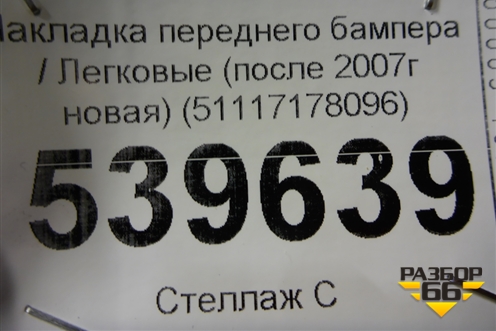 Накладка переднего бампера
/ Легковые (после 2007г
новая) (51117178096)
539639
Стеллаж С
РАЗБОР
66